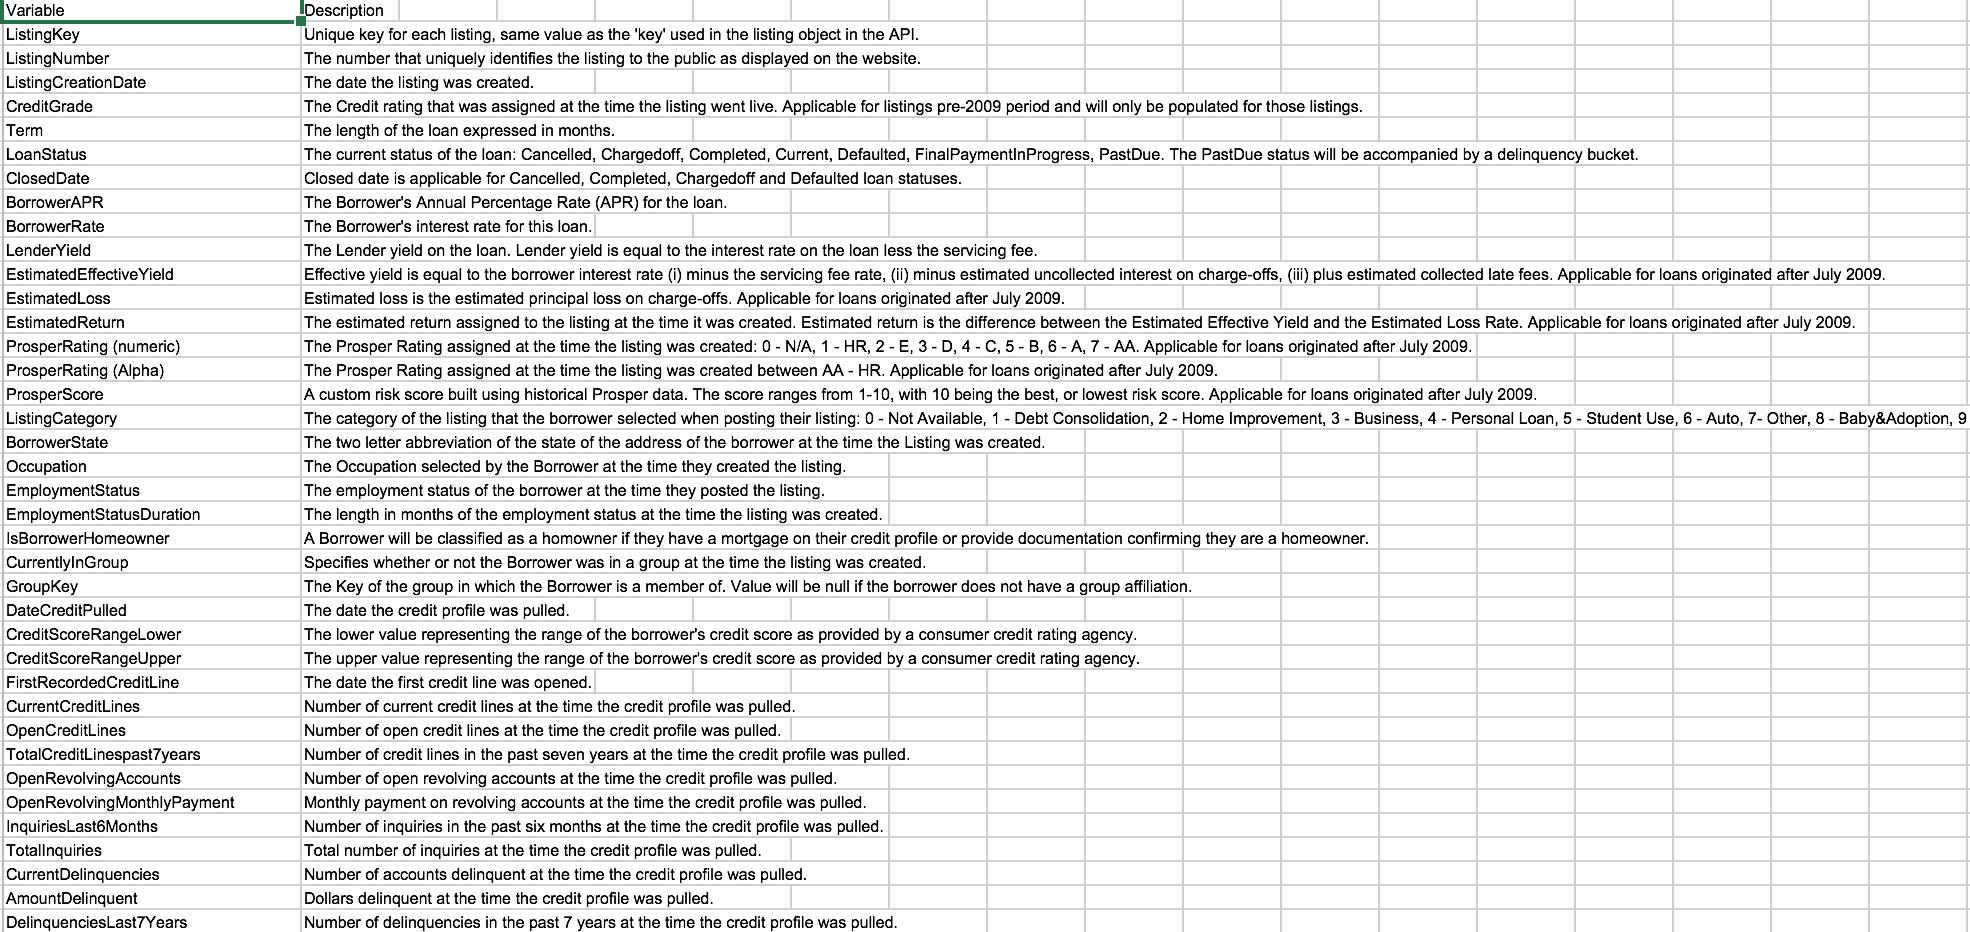 Variable Description
ListingKey Unique key for each listing, same value as the 'key' used in the listing object in the API.
ListingNumber The number that uniquely identifies the listing to the public as displayed on the website.
ListingCreationDate The date the listing was created.
CreditGrade The Credit rating that was assigned at the time the listing went live. Applicable for listings pre-2009 period and will only be populated for those listings.
Term The length of the loan expressed in months.
LoanStatus The current status of the loan: Cancelled, Chargedoff, Completed, Current, Defaulted, FinalPaymentInProgress, PastDue. The PastDue status will be accompanied by a delinquency bucket.
ClosedDate Closed date is applicable for Cancelled, Completed, Chargedoff and Defaulted loan statuses.
BorrowerAPR The Borrower's Annual Percentage Rate (APR) for the loan.
BorrowerRate The Borrower's interest rate for this loan.
LenderYield The Lender yield on the loan. Lender yield is equal to the interest rate on the loan less the servicing fee.
EstimatedEffectiveYield Effective yield is equal to the borrower interest rate (i) minus the servicing fee rate, (ii) minus estimated uncollected interest on charge-offs, (iii) plus estimated collected late fees. Applicable for loans originated after July 2009.
EstimatedLoss Estimated loss is the estimated principal loss on charge-offs. Applicable for loans originated after July 2009.
EstimatedReturn The estimated return assigned to the listing at the time it was created. Estimated return is the difference between the Estimated Effective Yield and the Estimated Loss Rate. Applicable for loans originated after July 2009.
ProsperRating (numeric) The Prosper Rating assigned at the time the listing was created: 0 - N/A, 1 - HR, 2 - E, 3 - D, 4 - C, 5 - B, 6 - A, 7 - AA. Applicable for loans originated after July 2009.
ProsperRating (Alpha) The Prosper Rating assigned at the time the listing was created between AA - HR. Applicable for loans originated after July 2009.
ProsperScore A custom risk score built using historical Prosper data. The score ranges from 1-10, with 10 being the best, or lowest risk score. Applicable for loans originated after July 2009.
ListingCategory The category of the listing that the borrower selected when posting their listing: 0 - Not Available, 1 - Debt Consolidation, 2 - Home Improvement, 3 - Business, 4 - Personal Loan, 5 - Student Use, 6 - Auto, 7- Other, 8 - Baby&Adoption, 9
BorrowerState The two letter abbreviation of the state of the address of the borrower at the time the Listing was created.
Occupation The Occupation selected by the Borrower at the time they created the listing.
EmploymentStatus The employment status of the borrower at the time they posted the listing.
EmploymentStatusDuration The length in months of the employment status at the time the listing was created.
IsBorrowerHomeowner A Borrower will be classified as a homowner if they have a mortgage on their credit profile or provide documentation confirming they are a homeowner.
CurrentlyInGroup Specifies whether or not the Borrower was in a group at the time the listing was created.
GroupKey The Key of the group in which the Borrower is a member of. Value will be null if the borrower does not have a group affiliation.
DateCreditPulled The date the credit profile was pulled.
CreditScoreRangeLower The lower value representing the range of the borrower's credit score as provided by a consumer credit rating agency.
CreditScoreRangeUpper The upper value representing the range of the borrower's credit score as provided by a consumer credit rating agency.
FirstRecordedCreditLine The date the first credit line was opened.
CurrentCreditLines Number of current credit lines at the time the credit profile was pulled.
OpenCreditLines Number of open credit lines at the time the credit profile was pulled.
TotalCreditLinespast7years Number of credit lines in the past seven years at the time the credit profile was pulled.
OpenRevolvingAccounts Number of open revolving accounts at the time the credit profile was pulled.
OpenRevolvingMonthlyPayment Monthly payment on revolving accounts at the time the credit profile was pulled.
InquiriesLast6Months Number of inquiries in the past six months at the time the credit profile was pulled.
TotalInquiries Total number of inquiries at the time the credit profile was pulled.
CurrentDelinquencies Number of accounts delinquent at the time the credit profile was pulled.
AmountDelinquent Dollars delinquent at the time the credit profile was pulled.
DelinquenciesLast7Years Number of delinquencies in the past 7 years at the time the credit profile was pulled.